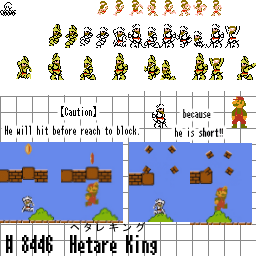 【Caution】
He will hit before reach to block.
because
he is short!!
ヘタレキング
N 8446 Hetare King